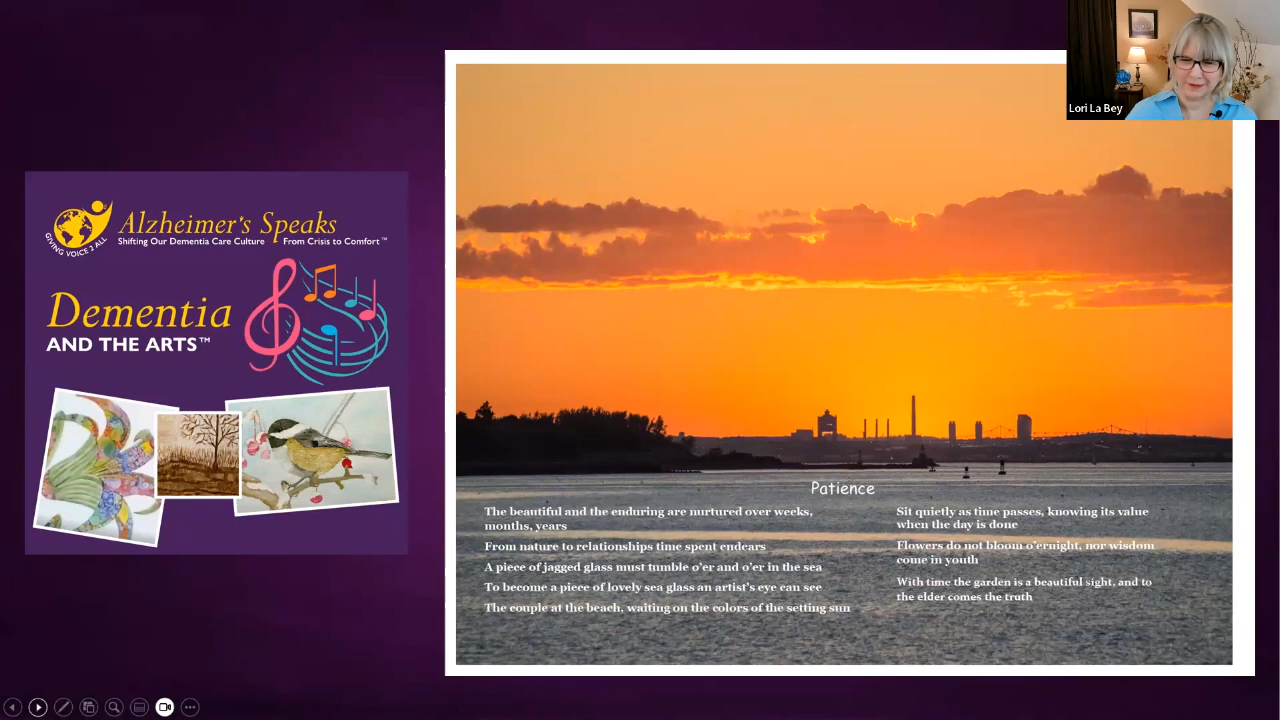 Lori La Bey
Alzheimer's Speaks
GIVING VOICE 2 ALL
Shifting Our Dementia Care Culture From Crisis to Comfort™
Dementia
AND THE ARTS™
Patience
The beautiful and the enduring are nurtured over weeks,
months, years
From nature to relationships time spent endears
A piece of jagged glass must tumble o'er and o'er in the sea
To become a piece of lovely sea glass an artist's eye can see
The couple at the beach, waiting on the colors of the setting sun
Sit quietly as time passes, knowing its value
when the day is done
Flowers do not bloom o'ernight, nor wisdom
come in youth
With time the garden is a beautiful sight, and to
the elder comes the truth